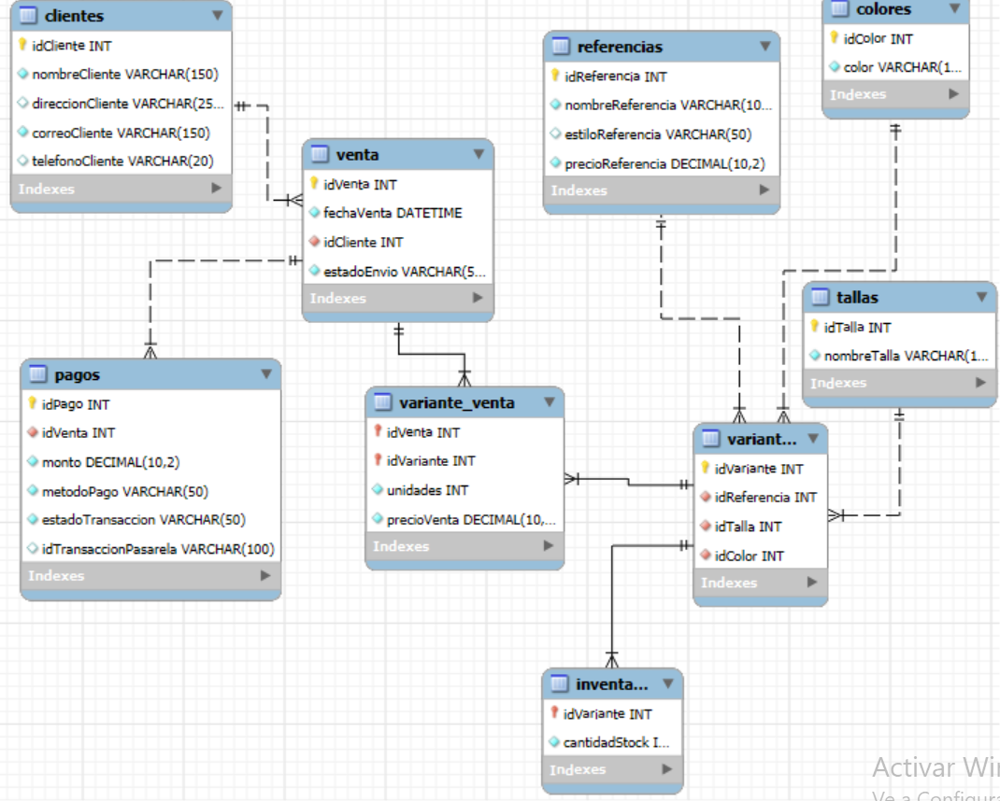 clientes
idCliente INT
nombreCliente VARCHAR(150)
direccionCliente VARCHAR(25...
correoCliente VARCHAR(150)
telefonoCliente VARCHAR(20)
Indexes
venta
idVenta INT
fechaVenta DATETIME
idCliente INT
estadoEnvio VARCHAR(5...
Indexes
referencias
idReferencia INT
nombreReferencia VARCHAR(10...
estiloReferencia VARCHAR(50)
precioReferencia DECIMAL(10,2)
Indexes
colores
idColor INT
color VARCHAR(1...
Indexes
tallas
idTalla INT
nombreTalla VARCHAR(1...
Indexes
pagos
idPago INT
idVenta INT
monto DECIMAL(10,2)
metodoPago VARCHAR(50)
estadoTransaccion VARCHAR(50)
idTransaccionPasarela VARCHAR(100)
Indexes
variante_venta
idVenta INT
idVariante INT
unidades INT
precioVenta DECIMAL(10,...
Indexes
variant...
idVariante INT
idReferencia INT
idTalla INT
idColor INT
Indexes
inventa...
idVariante INT
cantidadStock I...
Indexes
Activar Wi
Ve a Configur